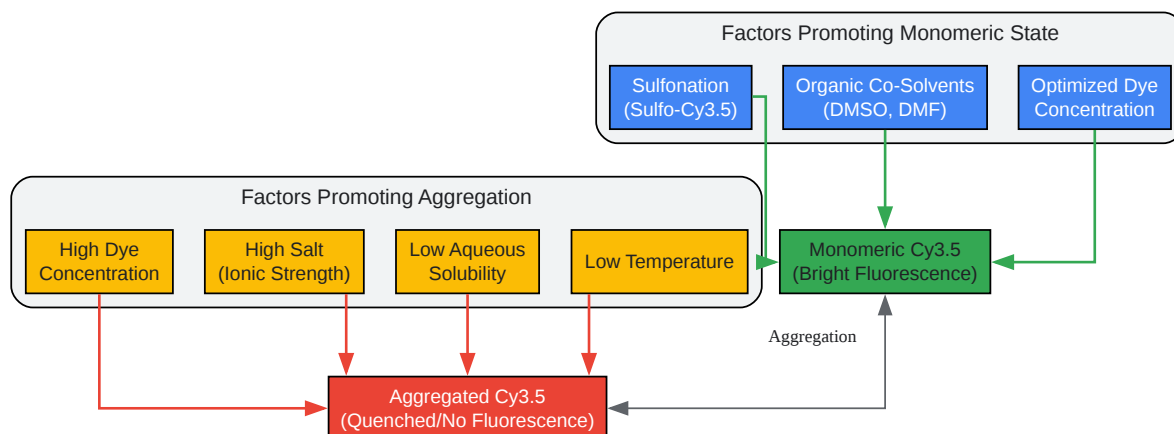 Factors Promoting Monomeric State
Sulfonation
(Sulfo-Cy3.5)
Organic Co-Solvents
(DMSO, DMF)
Optimized Dye
Concentration
Factors Promoting Aggregation
High Dye
Concentration
High Salt
(Ionic Strength)
Low Aqueous
Solubility
Low Temperature
Monomeric Cy3.5
(Bright Fluorescence)
Aggregation
Aggregated Cy3.5
(Quenched/No Fluorescence)